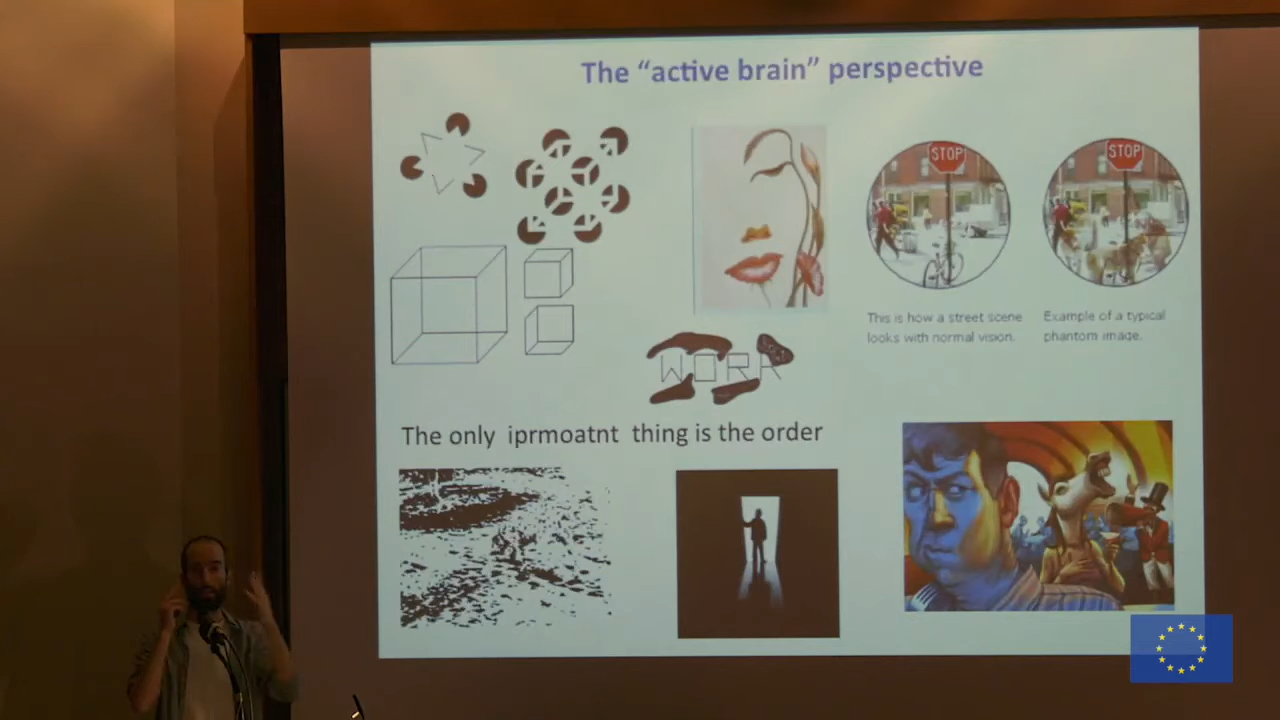 The "active brain" perspective
STOP
STOP
This is how a street scene
looks with normal vision.
Example of a typical
phantom image.
WORK
The only iprmoatnt thing is the order